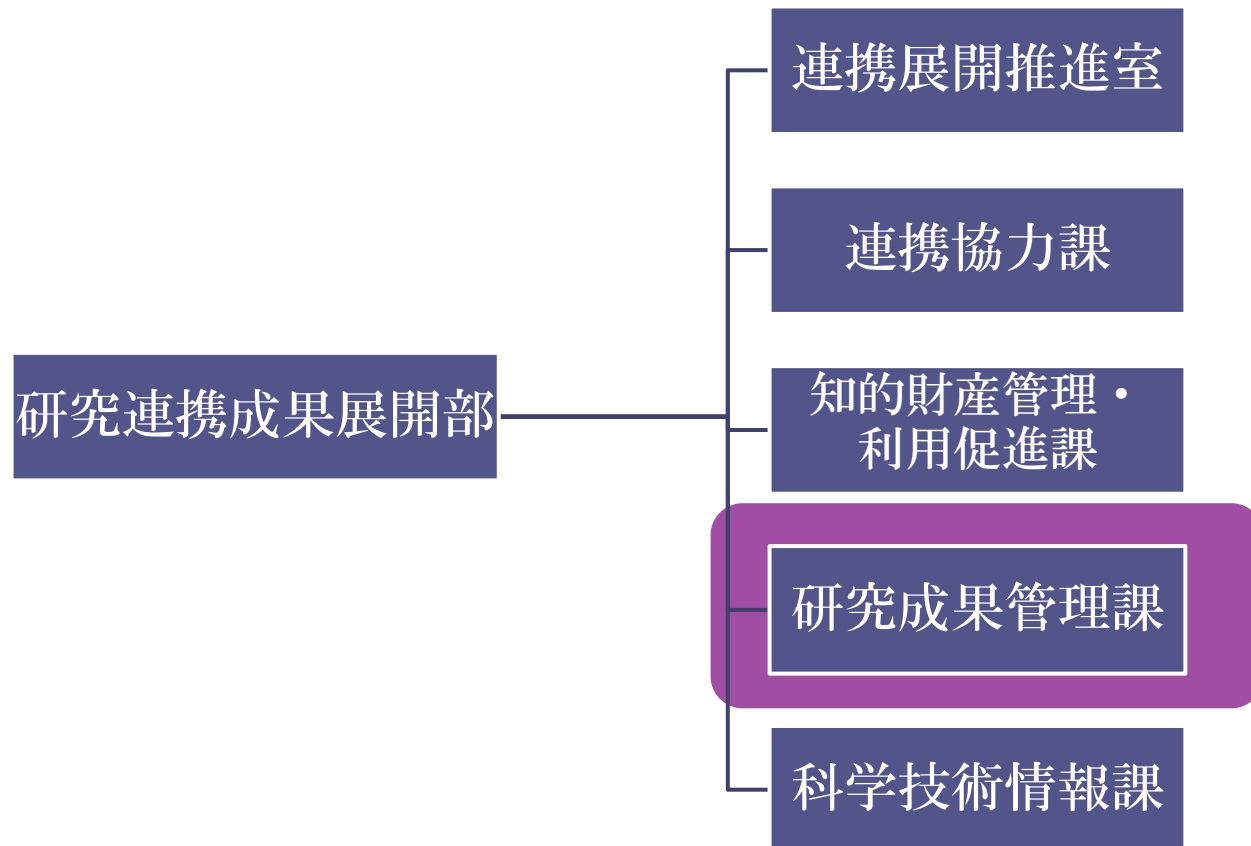 連携展開推進室
連携協力課
研究連携成果展開部
知的財産管理・
利用促進課
研究成果管理課
科学技術情報課